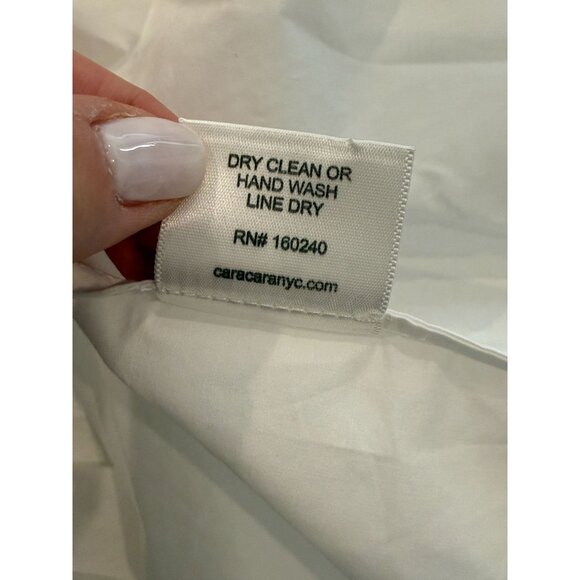 DRY CLEAN OR
HAND WASH
LINE DRY
RN# 160240
caracaranyc.com